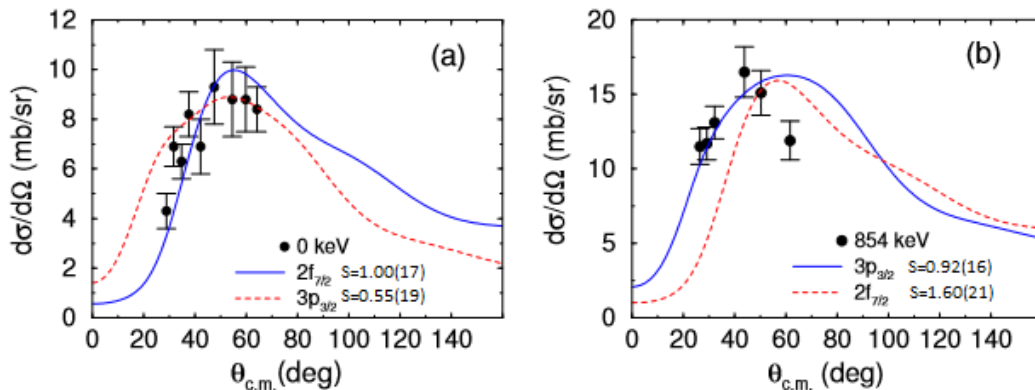 (a)
dσ/dΩ (mb/sr)
12
10
8
6
4
2
0
0 keV
2f7/2 S=1.00(17)
3p3/2 S=0.55(19)
0 20 40 60 80 100 120 140
θc.m. (deg)
(b)
dσ/dΩ (mb/sr)
20
15
10
5
0
854 keV
3p3/2 S=0.92(16)
2f7/2 S=1.60(21)
0 20 40 60 80 100 120 140
θc.m. (deg)